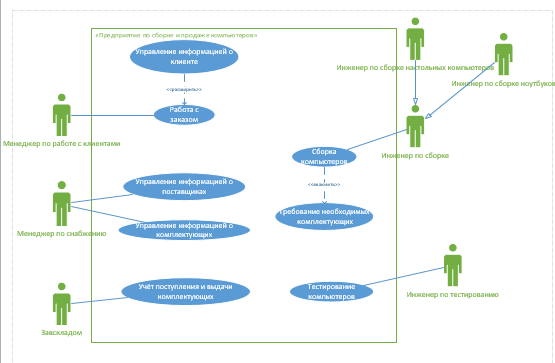 «Предприятие по сборке и продаже компьютеров»
Управление информацией о
клиенте
Работа с
заказом
Менеджер по работе с клиентами
Инженер по сборке настольных компьютеров
Инженер по сборке ноутбуков
Сборка
компьютеров
Инженер по сборке
Управление информацией о
поставщиках
Требование необходимых
комплектующих
Управление информацией о
комплектующих
Менеджер по снабжению
Учёт поступления и выдачи
комплектующих
Тестирование
компьютеров
Инженер по тестированию
Завскладом